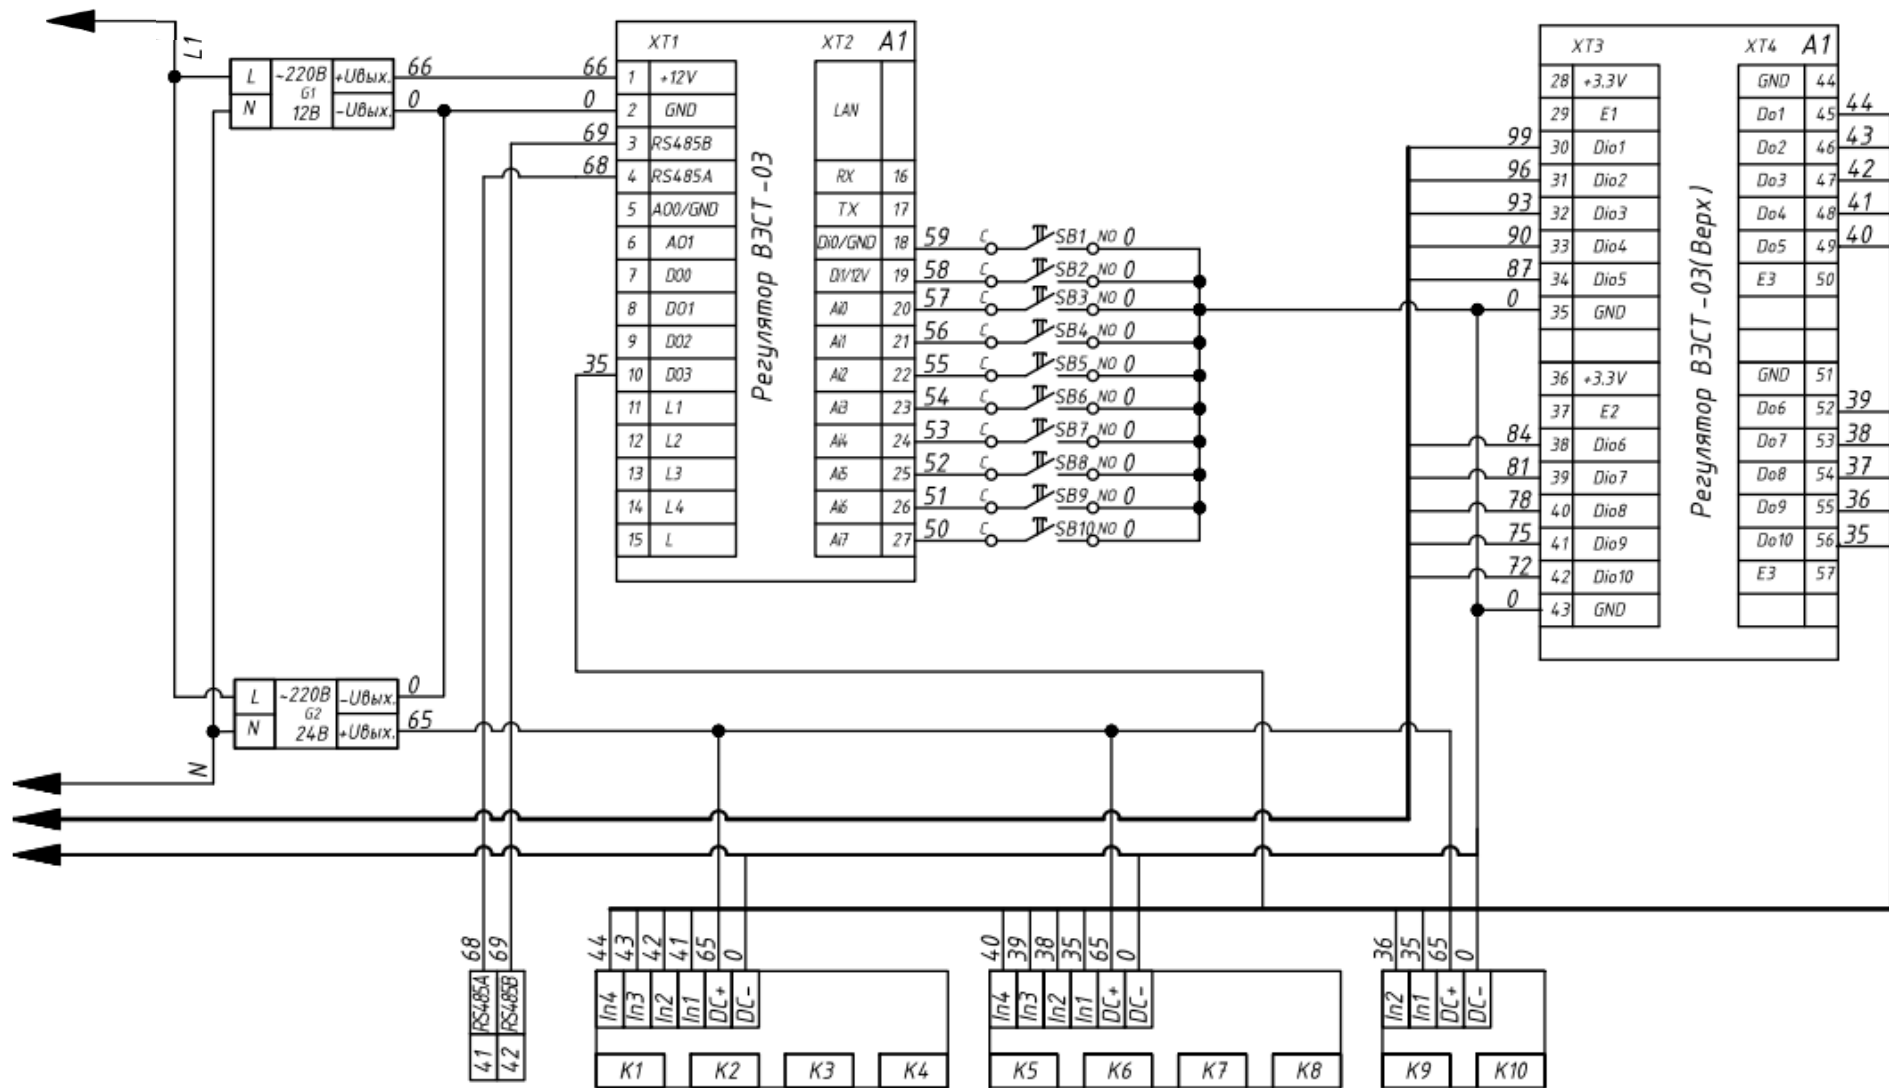 L1
L
~220В
+Uвых.
66
G1
N
12В
-Uвых.
0
L
~220В
-Uвых.
0
G2
N
24В
+Uвых.
65
N
XT1
XT2
A1
Регулятор ВЭСТ-03
66 1 +12V
0 2 GND
69 3 RS485B
68 4 RS485A
5 A00/GND
6 A01
7 D00
8 D01
9 D02
35 10 D03
11 L1
12 L2
13 L3
14 L4
15 L
LAN
RX 16
TX 17
Di0/GND 18 59 C SB1 NO 0
Di1/12V 19 58 C SB2 NO 0
Ai0 20 57 C SB3 NO 0
Ai1 21 56 C SB4 NO 0
Ai2 22 55 C SB5 NO 0
Ai3 23 54 C SB6 NO 0
Ai4 24 53 C SB7 NO 0
Ai5 25 52 C SB8 NO 0
Ai6 26 51 C SB9 NO 0
Ai7 27 50 C SB10 NO 0
XT3
XT4
A1
Регулятор ВЭСТ-03(Верх)
28 +3.3V
29 E1
99 30 Dio1
96 31 Dio2
93 32 Dio3
90 33 Dio4
87 34 Dio5
0 35 GND
36 +3.3V
37 E2
84 38 Dio6
81 39 Dio7
78 40 Dio8
75 41 Dio9
72 42 Dio10
0 43 GND
GND 44
Do1 45 44
Do2 46 43
Do3 47 42
Do4 48 41
Do5 49 40
E3 50
GND 51
Do6 52 39
Do7 53 38
Do8 54 37
Do9 55 36
Do10 56 35
E3 57
68 69
RS485A RS485B
41 42
44 43 42 41 65 0
In4 In3 In2 In1 DC+ DC-
K1 K2 K3 K4
40 39 38 35 65 0
In4 In3 In2 In1 DC+ DC-
K5 K6 K7 K8
36 35 65 0
In2 In1 DC+ DC-
K9 K10